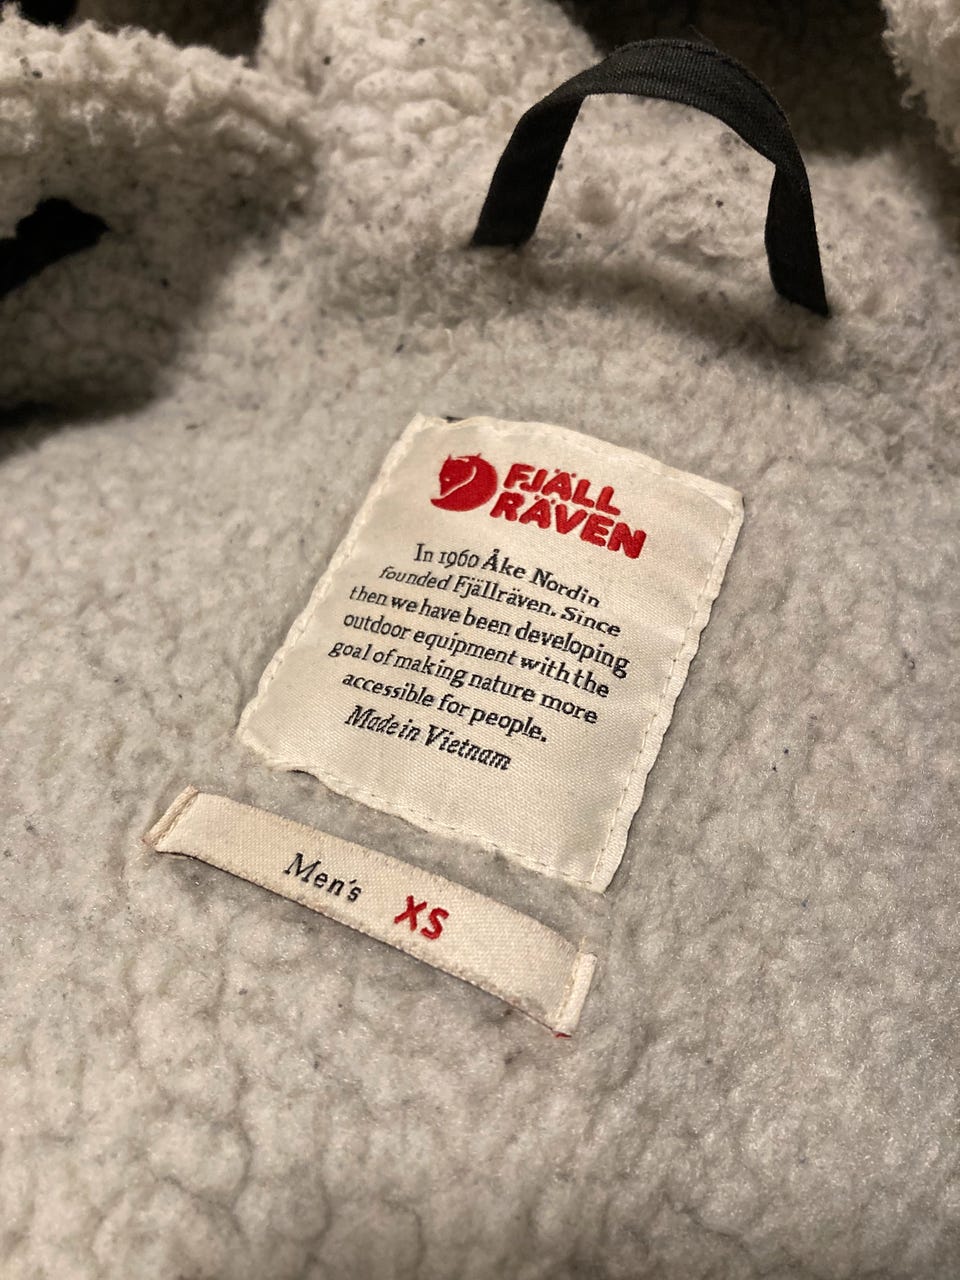 FJÄLL
RÄVEN
In 1960 Åke Nordin
founded Fjällräven. Since
then we have been developing
outdoor equipment with the
goal of making nature more
accessible for people.
Made in Vietnam
Men's XS